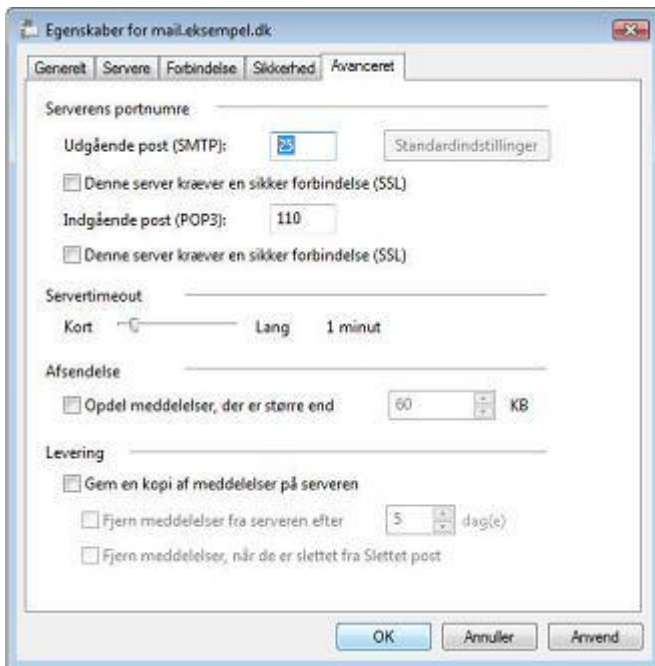 Egenskaber for mail.eksempel.dk
Generelt Servere Forbindelse Sikkerhed Avanceret
Serverens portnumre
Udgående post (SMTP): 25 Standardindstillinger
Denne server kræver en sikker forbindelse (SSL)
Indgående post (POP3): 110
Denne server kræver en sikker forbindelse (SSL)
Servertimeout
Kort Lang 1 minut
Afsendelse
Opdel meddelelser, der er større end 60 KB
Levering
Gem en kopi af meddelelser på serveren
Fjern meddelelser fra serveren efter 5 dag(e)
Fjern meddelelser, når de er slettet fra Slettet post
OK Annuller Anvend